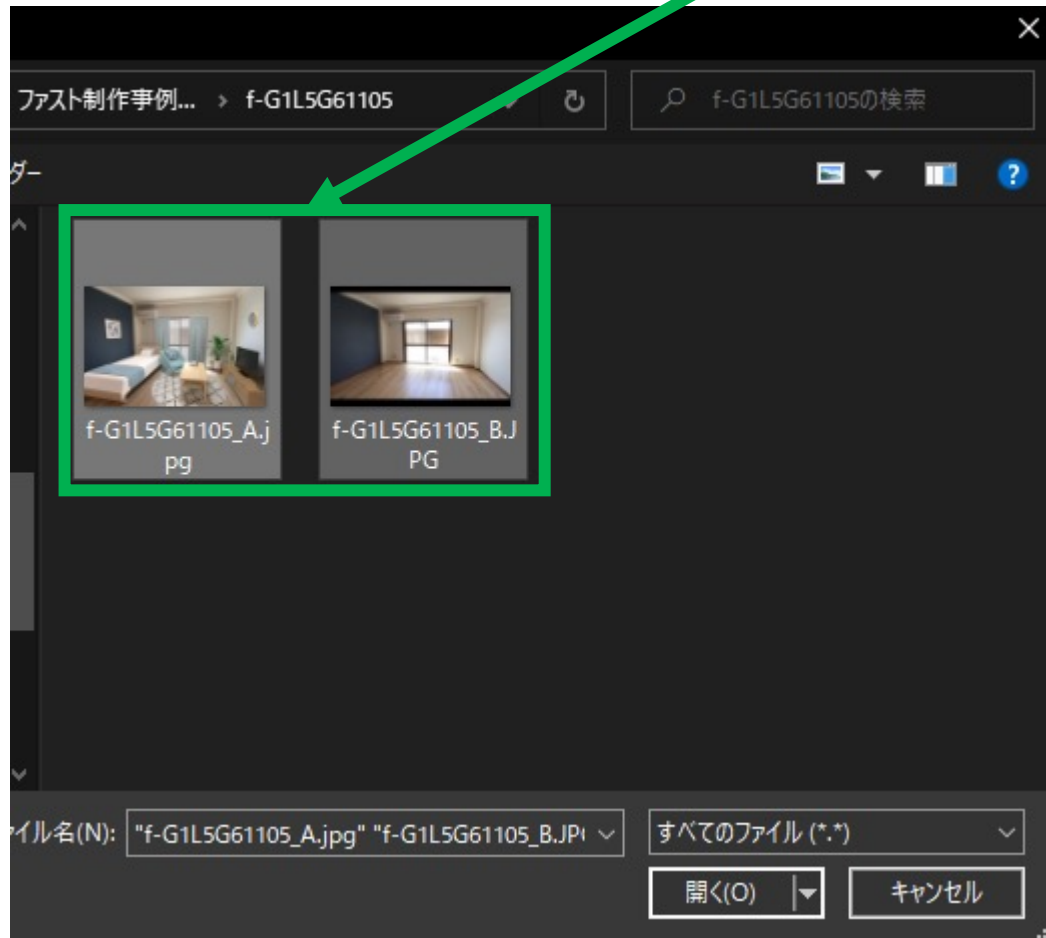 ファスト制作事例... › f-G1L5G61105
f-G1L5G61105の検索
ダー
f-G1L5G61105_A.j
pg
f-G1L5G61105_B.J
PG
イル名(N): "f-G1L5G61105_A.jpg" "f-G1L5G61105_B.JP
すべてのファイル (*.*)
開く(O)
キャンセル